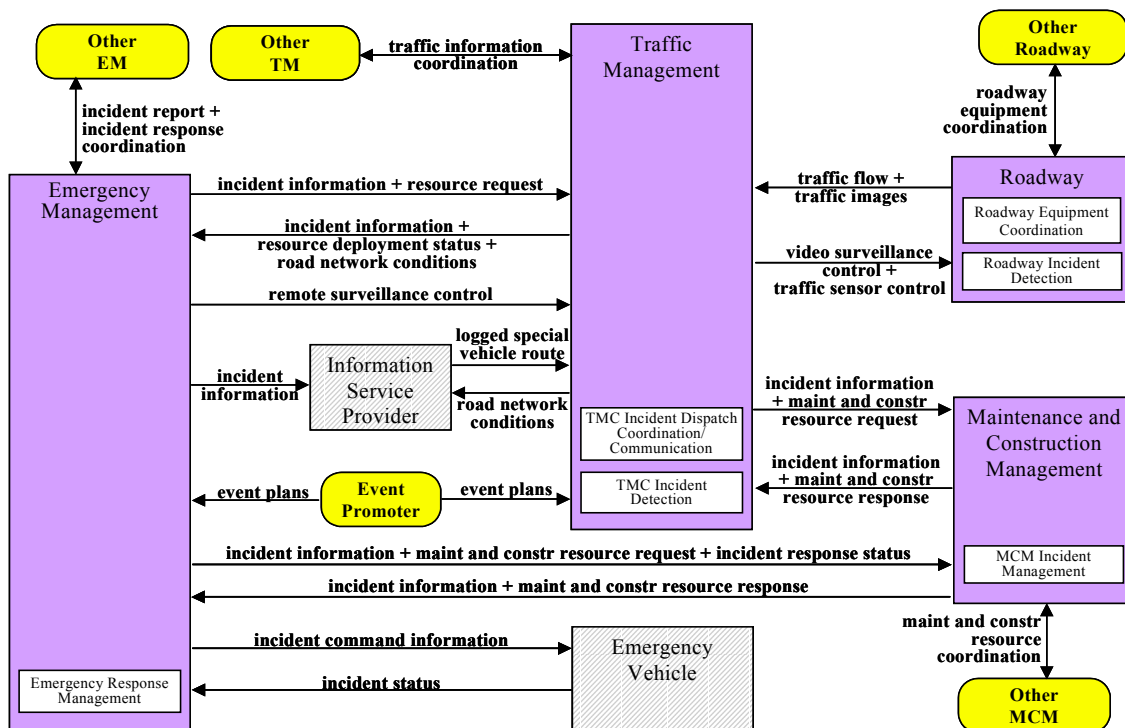 Other
EM
Other
TM
traffic information
coordination
Traffic
Management
Other
Roadway
incident report +
incident response
coordination
roadway
equipment
coordination
Emergency
Management
incident information + resource request
traffic flow +
traffic images
Roadway
Roadway Equipment
Coordination
Roadway Incident
Detection
incident information +
resource deployment status +
road network conditions
video surveillance
control +
traffic sensor control
remote surveillance control
logged special
vehicle route
Information
Service
Provider
incident
information
road network
conditions
TMC Incident Dispatch
Coordination/
Communication
TMC Incident
Detection
incident information
+ maint and constr
resource request
Maintenance and
Construction
Management
incident information
+ maint and constr
resource response
event plans
Event
Promoter
event plans
incident information + maint and constr resource request + incident response status
MCM Incident
Management
incident information + maint and constr resource response
incident command information
Emergency
Vehicle
maint and constr
resource
coordination
Emergency Response
Management
incident status
Other
MCM